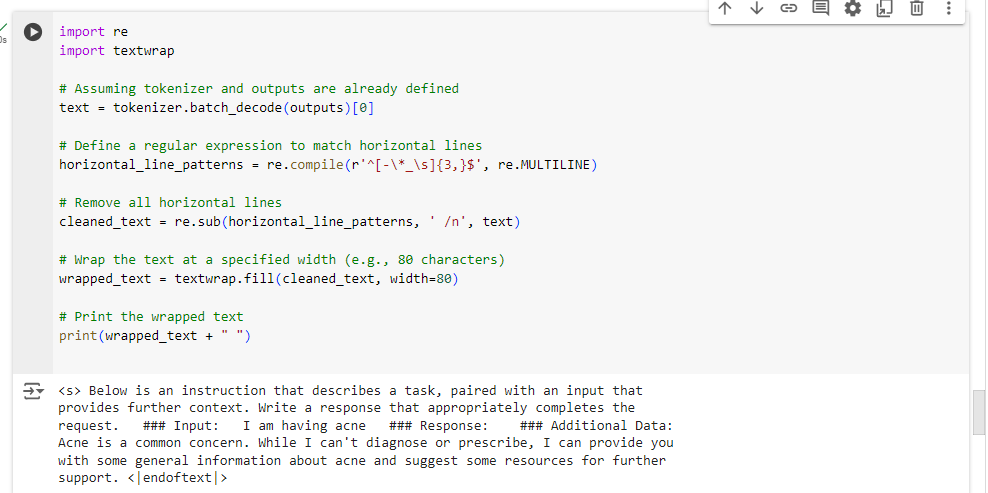 0s
import re
import textwrap
# Assuming tokenizer and outputs are already defined
text = tokenizer.batch_decode(outputs)[0]
# Define a regular expression to match horizontal lines
horizontal_line_patterns = re.compile(r'^[-\*_\s]{3,}$', re.MULTILINE)
# Remove all horizontal lines
cleaned_text = re.sub(horizontal_line_patterns, ' /n', text)
# Wrap the text at a specified width (e.g., 80 characters)
wrapped_text = textwrap.fill(cleaned_text, width=80)
# Print the wrapped text
print(wrapped_text + " ")
<s> Below is an instruction that describes a task, paired with an input that
provides further context. Write a response that appropriately completes the
request.   ### Input:   I am having acne   ### Response:    ### Additional Data:
Acne is a common concern. While I can't diagnose or prescribe, I can provide you
with some general information about acne and suggest some resources for further
support. <|endoftext|>